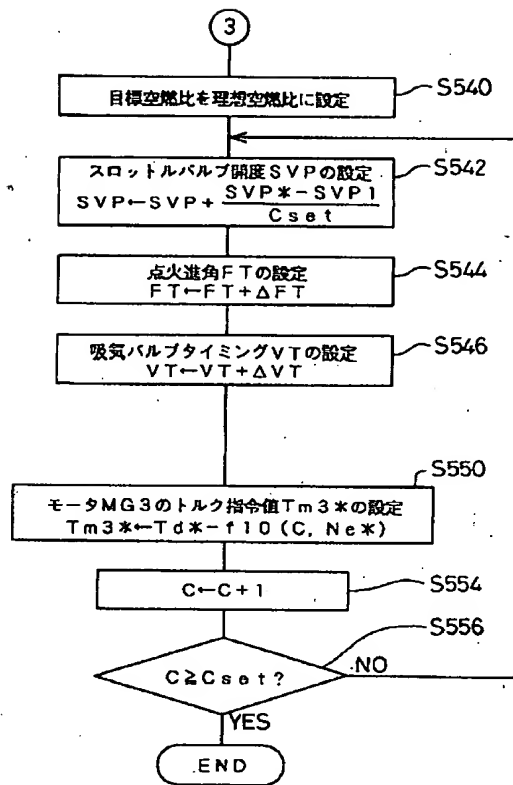 3
目標空燃比を理想空燃比に設定
S540
スロットルバルブ開度SVPの設定
SVP←SVP+(SVP*-SVP1)/Cset
S542
点火進角FTの設定
FT←FT+ΔFT
S544
吸気バルブタイミングVTの設定
VT←VT+ΔVT
S546
モータMG3のトルク指令値Tm3*の設定
Tm3*←Td*-f10(C, Ne*)
S550
C←C+1
S554
C≧Cset?
S556
NO
YES
END